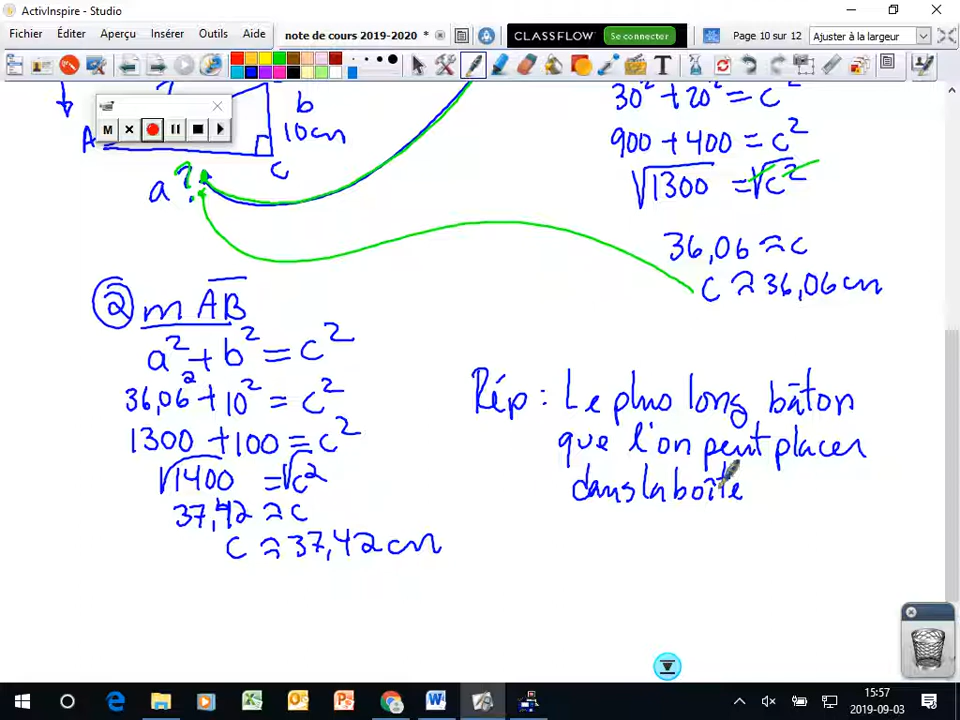 ActivInspire - Studio
Fichier Éditer Aperçu Insérer Outils Aide
note de cours 2019-2020 *
CLASSFLOW Se connecter
Page 10 sur 12
Ajuster à la largeur
M
A
b
10cm
c
a ?
30² + 20² = c²
900 + 400 = c²
√1300 = √c²
36,06 ≈ c
c ≈ 36,06 cm
② m AB
a² + b² = c²
36,06² + 10² = c²
1300 + 100 = c²
√1400 = √c²
37,42 ≈ c
c ≈ 37,42 cm
Rép : Le plus long bâton
que l'on peut placer
dans la boîte
15:57
2019-09-03